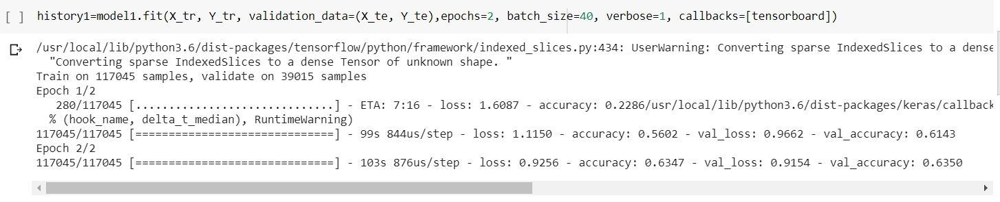 [ ] history1=model1.fit(X_tr, Y_tr, validation_data=(X_te, Y_te),epochs=2, batch_size=40, verbose=1, callbacks=[tensorboard])
/usr/local/lib/python3.6/dist-packages/tensorflow/python/framework/indexed_slices.py:434: UserWarning: Converting sparse IndexedSlices to a dense
"Converting sparse IndexedSlices to a dense Tensor of unknown shape. "
Train on 117045 samples, validate on 39015 samples
Epoch 1/2
280/117045 [..............................] - ETA: 7:16 - loss: 1.6087 - accuracy: 0.2286/usr/local/lib/python3.6/dist-packages/keras/callback
% (hook_name, delta_t_median), RuntimeWarning)
117045/117045 [==============================] - 99s 844us/step - loss: 1.1150 - accuracy: 0.5602 - val_loss: 0.9662 - val_accuracy: 0.6143
Epoch 2/2
117045/117045 [==============================] - 103s 876us/step - loss: 0.9256 - accuracy: 0.6347 - val_loss: 0.9154 - val_accuracy: 0.6350